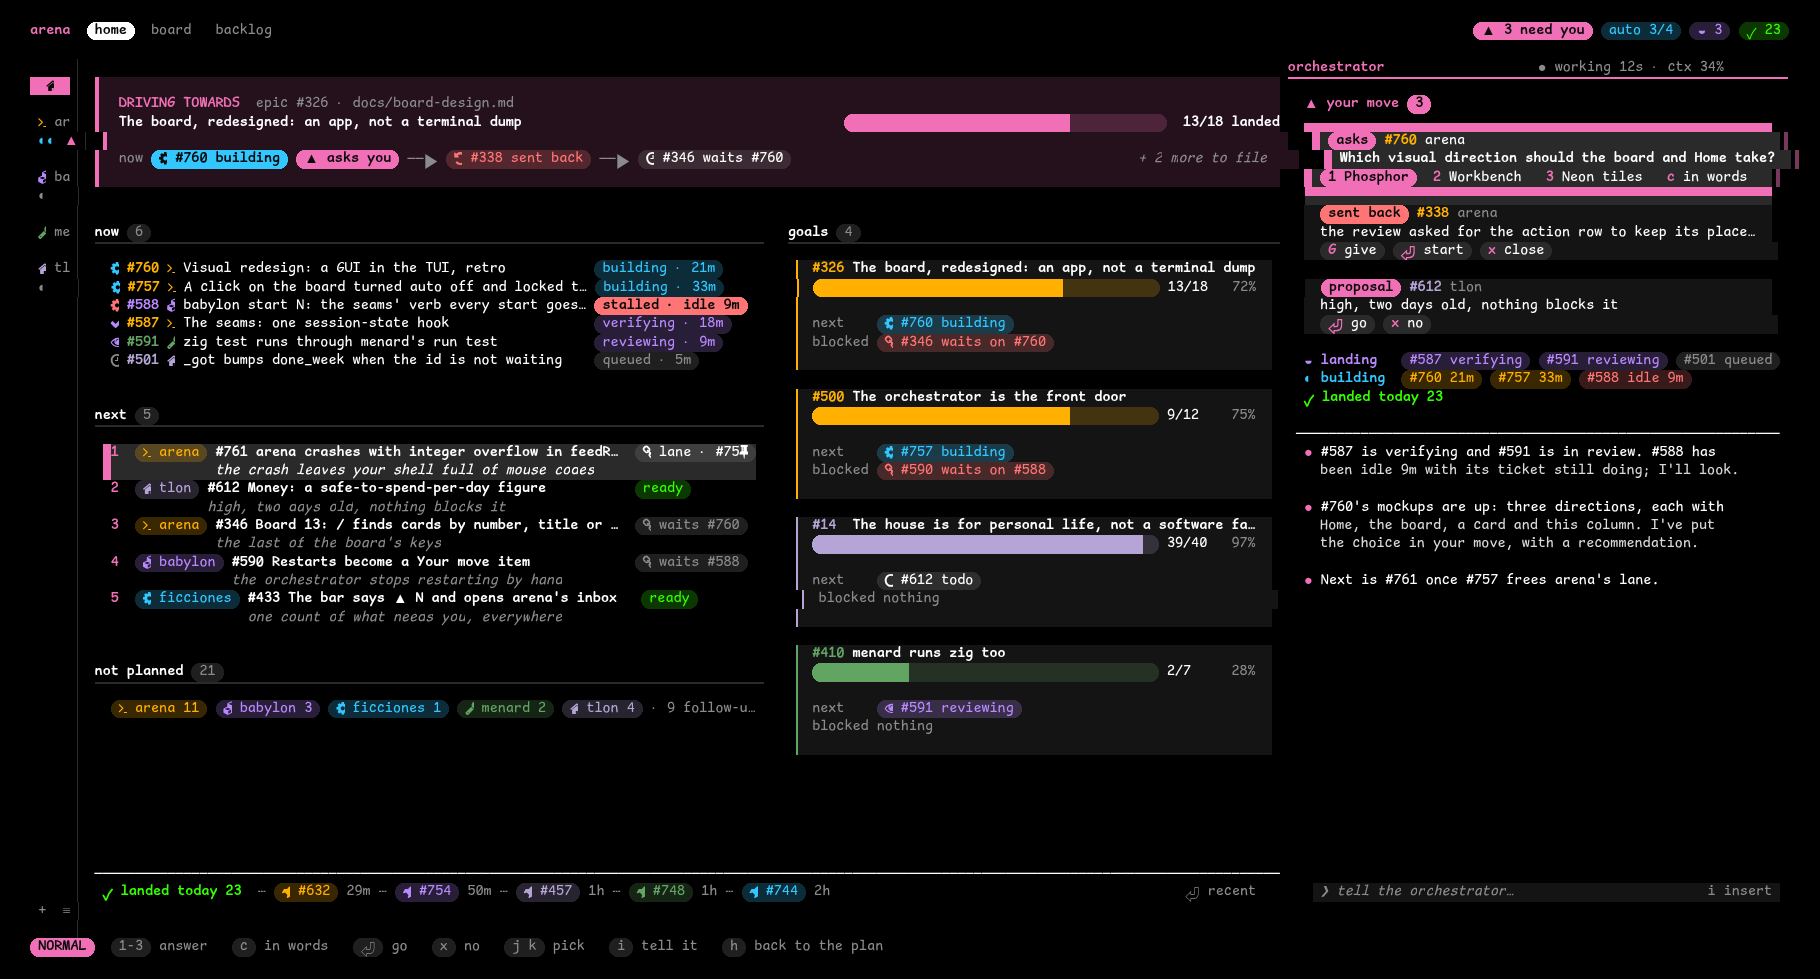 arena home board backlog
▲ 3 need you auto 3/4 3 ✓ 23
ar
ba
me
tl
+ ≡
DRIVING TOWARDS epic #326 · docs/board-design.md
The board, redesigned: an app, not a terminal dump
13/18 landed
now #760 building ▲ asks you #338 sent back #346 waits #760
+ 2 more to file
now 6
#760 Visual redesign: a GUI in the TUI, retro building · 21m
#757 A click on the board turned auto off and locked t… building · 33m
#588 babylon start N: the seams' verb every start goes… stalled · idle 9m
#587 The seams: one session-state hook verifying · 18m
#591 zig test runs through menard's run test reviewing · 9m
#501 _got bumps done_week when the id is not waiting queued · 5m
next 5
1 arena #761 arena crashes with integer overflow in feedR… lane · #75
the crash leaves your shell full of mouse codes
2 tlon #612 Money: a safe-to-spend-per-day figure ready
high, two days old, nothing blocks it
3 arena #346 Board 13: / finds cards by number, title or … waits #760
the last of the board's keys
4 babylon #590 Restarts become a Your move item waits #588
the orchestrator stops restarting by hand
5 ficciones #433 The bar says ▲ N and opens arena's inbox ready
one count of what needs you, everywhere
not planned 21
arena 11 babylon 3 ficciones 1 menard 2 tlon 4 · 9 follow-u…
goals 4
#326 The board, redesigned: an app, not a terminal dump
13/18 72%
next #760 building
blocked #346 waits on #760
#500 The orchestrator is the front door
9/12 75%
next #757 building
blocked #590 waits on #588
#14 The house is for personal life, not a software fa…
39/40 97%
next #612 todo
blocked nothing
#410 menard runs zig too
2/7 28%
next #591 reviewing
blocked nothing
✓ landed today 23 — #632 29m — #754 50m — #457 1h — #748 1h — #744 2h
recent
orchestrator ● working 12s · ctx 34%
▲ your move 3
asks #760 arena
Which visual direction should the board and Home take?
1 Phosphor 2 Workbench 3 Neon tiles c in words
sent back #338 arena
the review asked for the action row to keep its place…
G give start × close
proposal #612 tlon
high, two days old, nothing blocks it
go × no
landing #587 verifying #591 reviewing #501 queued
building #760 21m #757 33m #588 idle 9m
✓ landed today 23
● #587 is verifying and #591 is in review. #588 has
been idle 9m with its ticket still doing; I'll look.
● #760's mockups are up: three directions, each with
Home, the board, a card and this column. I've put
the choice in your move, with a recommendation.
● Next is #761 once #757 frees arena's lane.
❯ tell the orchestrator… i insert
NORMAL 1-3 answer c in words go x no j k pick i tell it h back to the plan